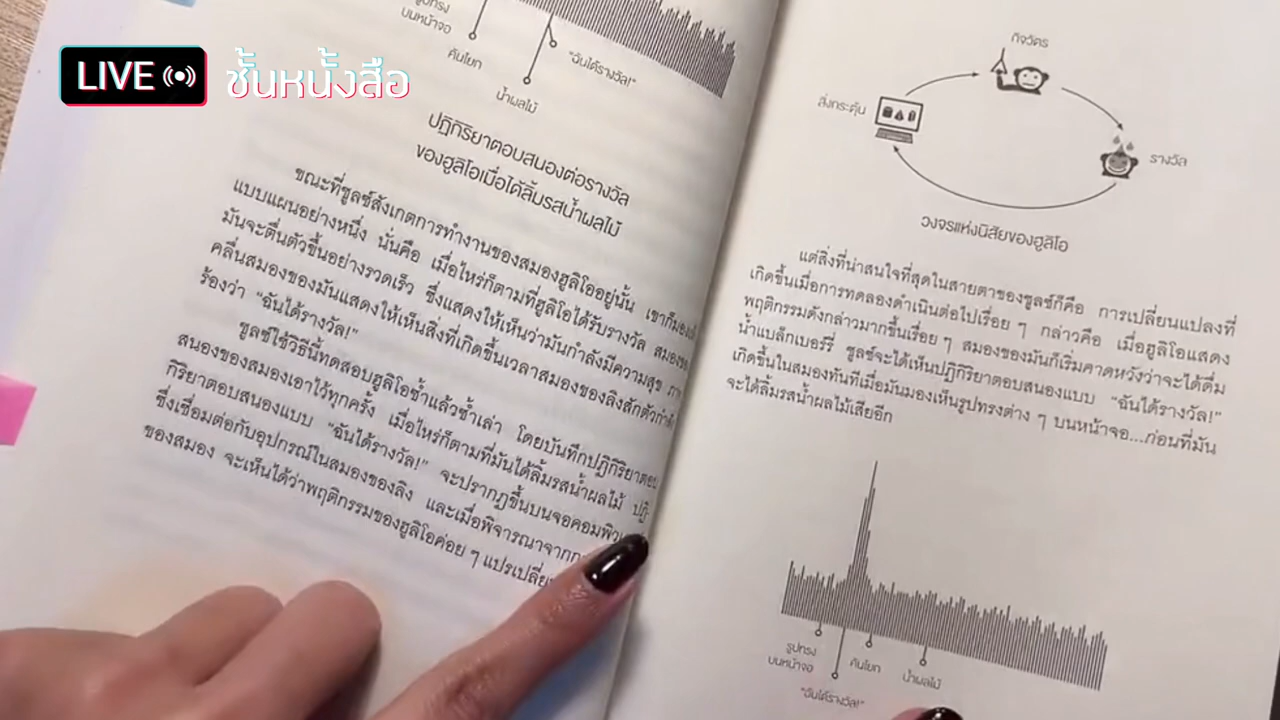 LIVE
ชั้นหนั้งสือ
รูปทรง
บนหน้าจอ
คันโยก
น้ำผลไม้
"ฉันได้รางวัล!"
ปฏิกิริยาตอบสนองต่อรางวัล
ของฮูลิโอเมื่อได้ลิ้มรสน้ำผลไม้
ขณะที่ชูลซ์สังเกตการทำงานของสมองฮูลิโออยู่นั้น เขาก็มองเห็น
แบบแผนอย่างหนึ่ง นั่นคือ เมื่อไหร่ก็ตามที่ฮูลิโอได้รับรางวัล สมองของ
มันจะตื่นตัวขึ้นอย่างรวดเร็ว ซึ่งแสดงให้เห็นว่ามันกำลังมีความสุข
คลื่นสมองของมันแสดงให้เห็นสิ่งที่เกิดขึ้นเวลาสมองของลิงสักตัวกำลัง
ร้องว่า "ฉันได้รางวัล!"
ชูลซ์ใช้วิธีนี้ทดสอบฮูลิโอซ้ำแล้วซ้ำเล่า โดยบันทึกปฏิกิริยาตอบ
สนองของสมองเอาไว้ทุกครั้ง เมื่อไหร่ก็ตามที่มันได้ลิ้มรสน้ำผลไม้ ปฏิ-
กิริยาตอบสนองแบบ "ฉันได้รางวัล!" จะปรากฏขึ้นบนจอคอมพิวเ
ซึ่งเชื่อมต่อกับอุปกรณ์ในสมองของลิง และเมื่อพิจารณาจากก
ของสมอง จะเห็นได้ว่าพฤติกรรมของฮูลิโอค่อย ๆ แปรเปลี่ย
กิจวัตร
สิ่งกระตุ้น
รางวัล
วงจรแห่งนิสัยของฮูลิโอ
แต่สิ่งที่น่าสนใจที่สุดในสายตาของชูลซ์ก็คือ การเปลี่ยนแปลงที่
เกิดขึ้นเมื่อการทดลองดำเนินต่อไปเรื่อย ๆ กล่าวคือ เมื่อฮูลิโอแสดง
พฤติกรรมดังกล่าวมากขึ้นเรื่อย ๆ สมองของมันก็เริ่มคาดหวังว่าจะได้ดื่ม
น้ำแบล็กเบอร์รี่ ชูลซ์จะได้เห็นปฏิกิริยาตอบสนองแบบ "ฉันได้รางวัล!"
เกิดขึ้นในสมองทันทีเมื่อมันมองเห็นรูปทรงต่าง ๆ บนหน้าจอ...ก่อนที่มัน
จะได้ลิ้มรสน้ำผลไม้เสียอีก
รูปทรง
บนหน้าจอ
"ฉันได้รางวัล!"
คันโยก
น้ำผลไม้